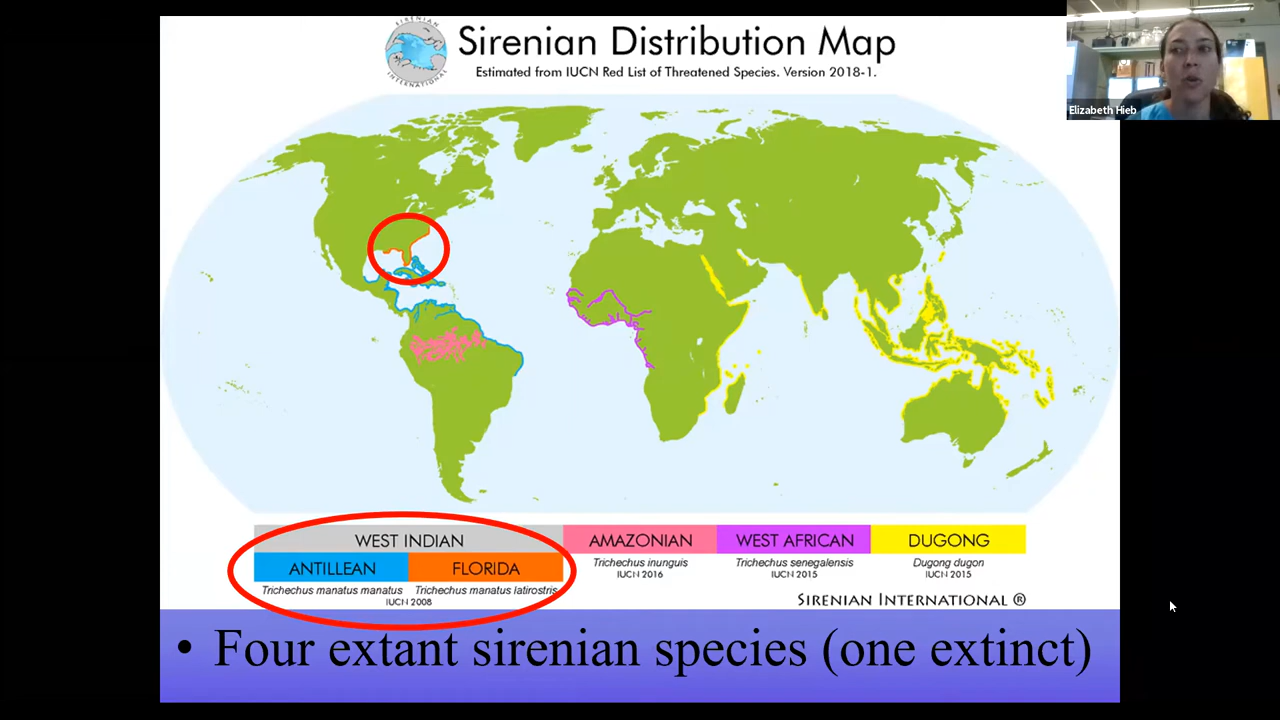 SIRENIAN
INTERNATIONAL
Sirenian Distribution Map
Estimated from IUCN Red List of Threatened Species. Version 2018-1.
Elizabeth Hieb
WEST INDIAN
AMAZONIAN
WEST AFRICAN
DUGONG
ANTILLEAN
FLORIDA
Trichechus inunguis
IUCN 2016
Trichechus senegalensis
IUCN 2015
Dugong dugon
IUCN 2015
Trichechus manatus manatus
Trichechus manatus latirostris
IUCN 2008
SIRENIAN INTERNATIONAL ®
• Four extant sirenian species (one extinct)